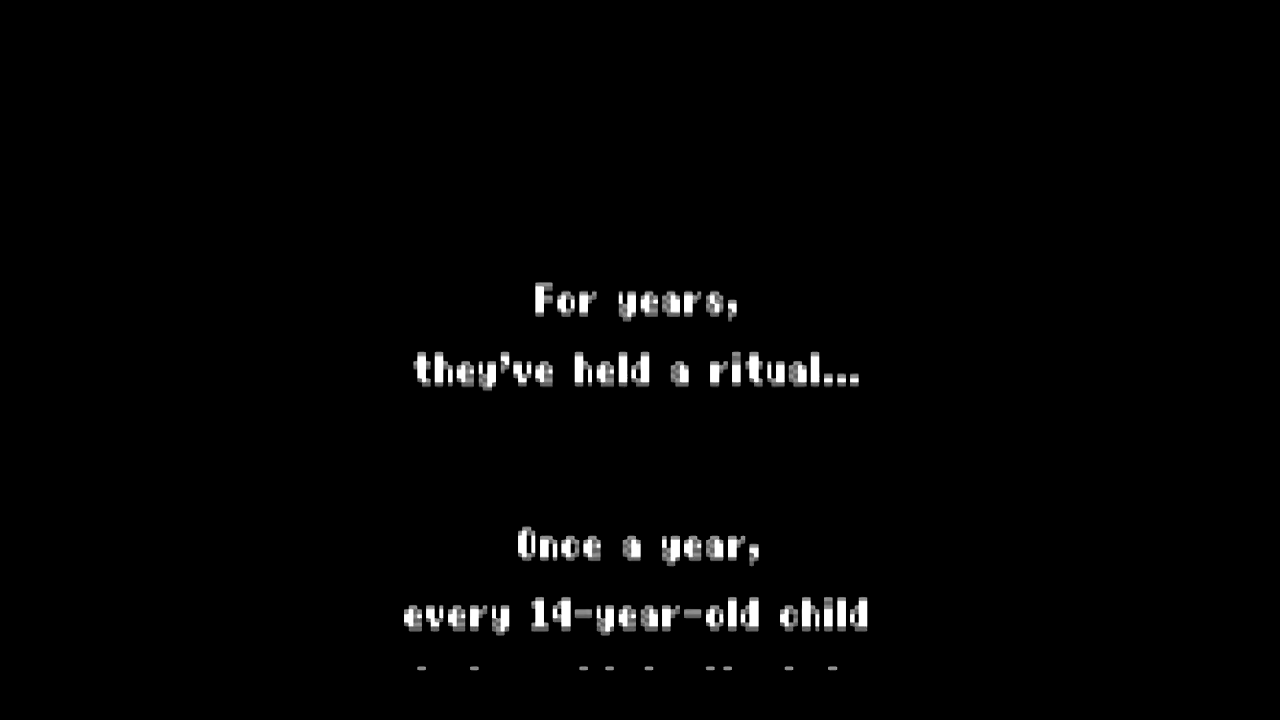 For years,
they've held a ritual...
Once a year,
every 14-year-old child